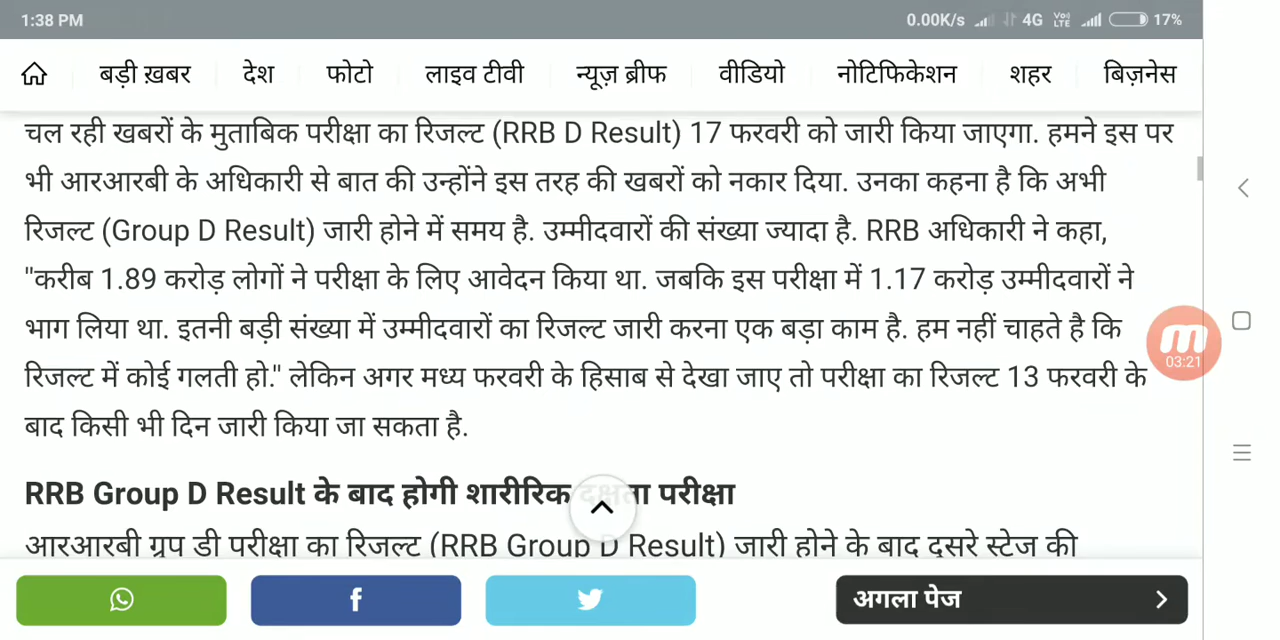 1:38 PM 0.00K/s 4G VoD LTE 17%
बड़ी ख़बर देश फोटो लाइव टीवी न्यूज़ ब्रीफ वीडियो नोटिफिकेशन शहर बिज़नेस
चल रही खबरों के मुताबिक परीक्षा का रिजल्ट (RRB D Result) 17 फरवरी को जारी किया जाएगा. हमने इस पर
भी आरआरबी के अधिकारी से बात की उन्होंने इस तरह की खबरों को नकार दिया. उनका कहना है कि अभी
रिजल्ट (Group D Result) जारी होने में समय है. उम्मीदवारों की संख्या ज्यादा है. RRB अधिकारी ने कहा,
"करीब 1.89 करोड़ लोगों ने परीक्षा के लिए आवेदन किया था. जबकि इस परीक्षा में 1.17 करोड़ उम्मीदवारों ने
भाग लिया था. इतनी बड़ी संख्या में उम्मीदवारों का रिजल्ट जारी करना एक बड़ा काम है. हम नहीं चाहते है कि
रिजल्ट में कोई गलती हो." लेकिन अगर मध्य फरवरी के हिसाब से देखा जाए तो परीक्षा का रिजल्ट 13 फरवरी के
बाद किसी भी दिन जारी किया जा सकता है.
03:21
RRB Group D Result के बाद होगी शारीरिक दक्षता परीक्षा
आरआरबी ग्रुप डी परीक्षा का रिजल्ट (RRB Group D Result) जारी होने के बाद दूसरे स्टेज की
अगला पेज